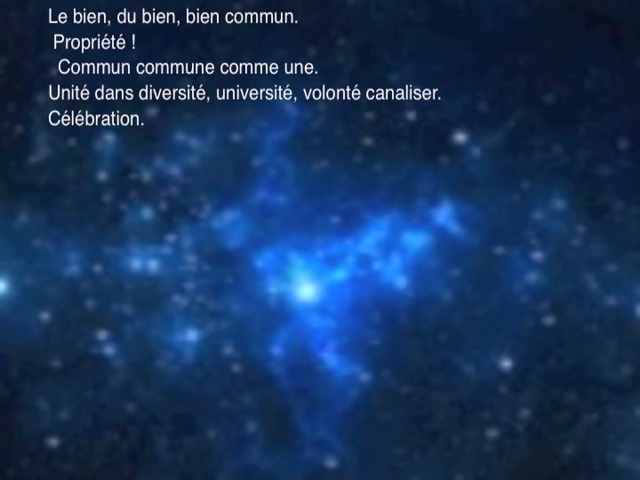 Le bien, du bien, bien commun.
Propriété !
Commun commune comme une.
Unité dans diversité, université, volonté canaliser.
Célébration.